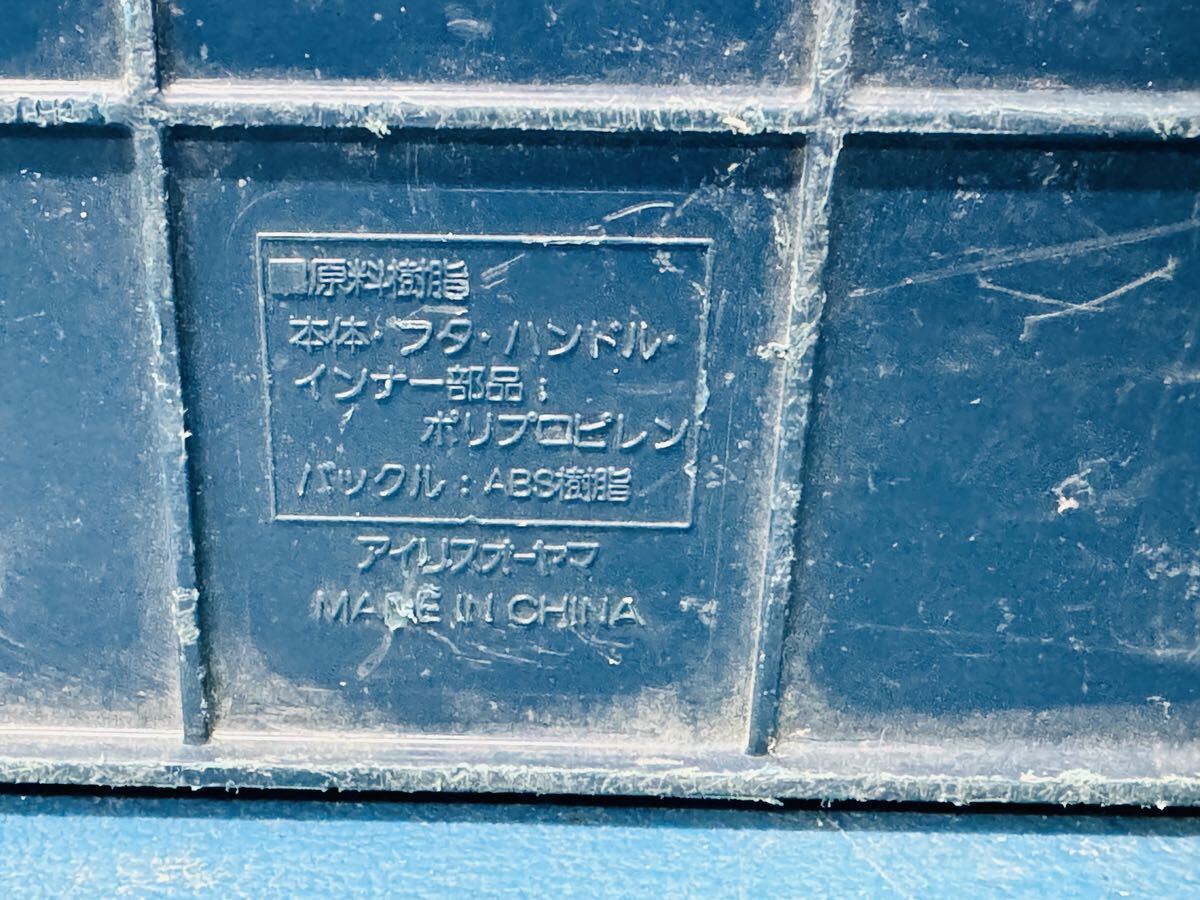 ■原料樹脂
本体・フタ・ハンドル・
インナー部品：
ポリプロピレン
バックル：ABS樹脂
アイリスオーヤマ
MADE IN CHINA